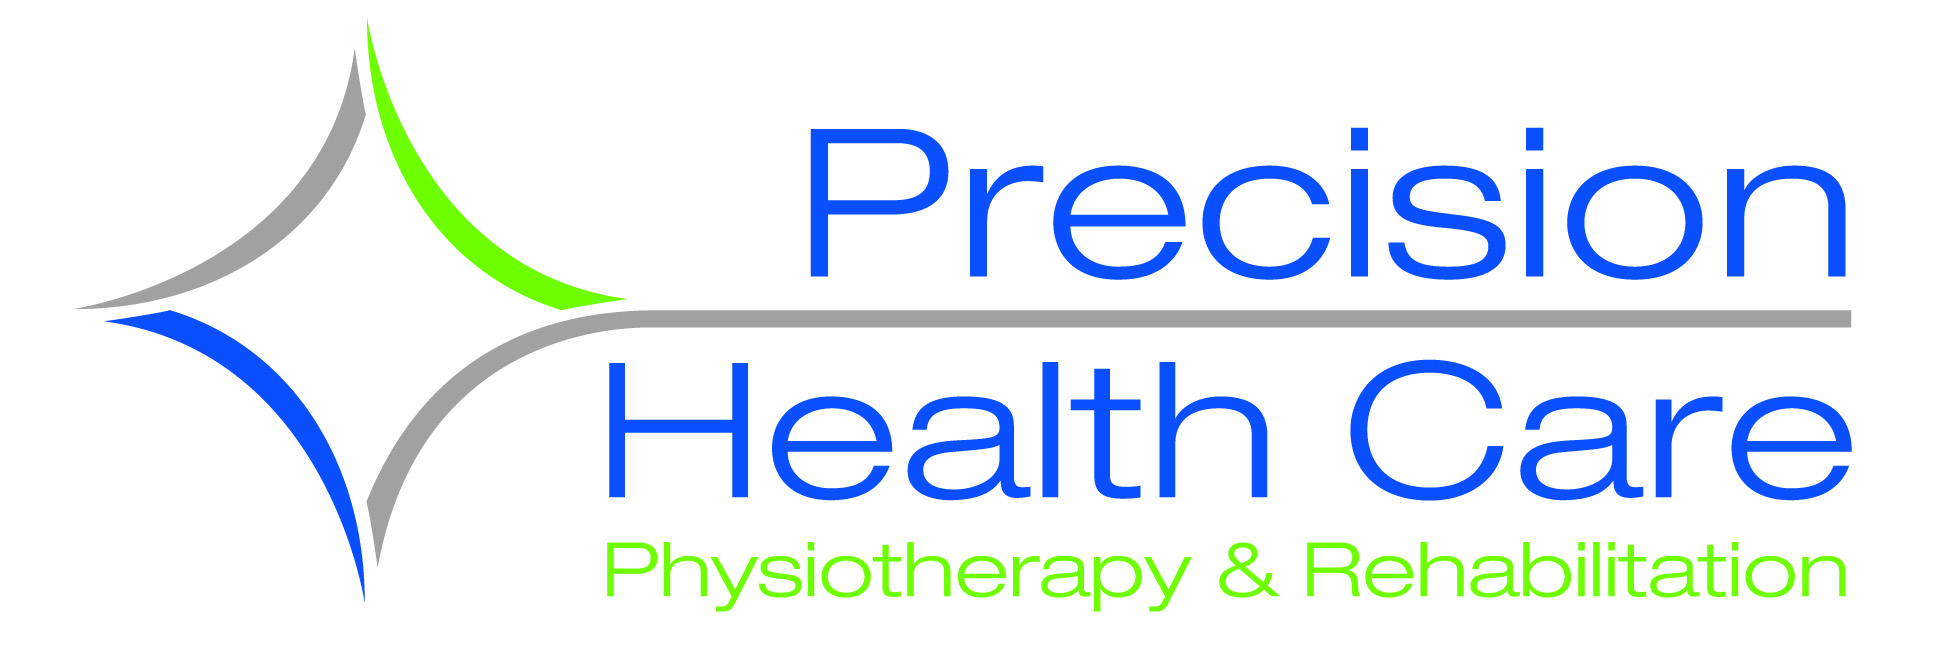 Precision
Health Care
Physiotherapy & Rehabilitation